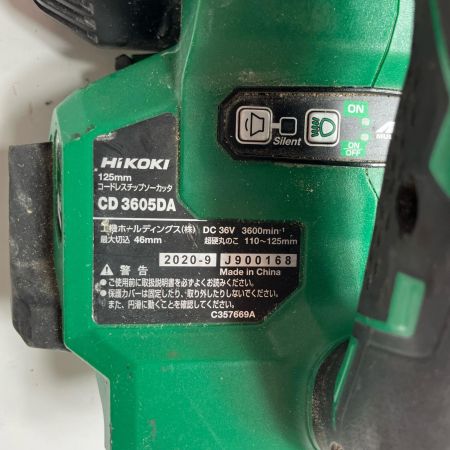 HiKOKI
125mm
コードレスチップソーカッタ
CD 3605DA
工機ホールディングス(株) DC 36V 3600min⁻¹
最大切込 46mm 超硬丸のこ 110～125mm
2020-9 J900168
Made in China
⚠ 警告
●ご使用前に取扱説明書を必ずよくお読みください。
●保護カバーは固定したり、取り外したりしないでください。
また、円滑に動くことを確認してください。
C357669A
Silent
ON
ON
OFF